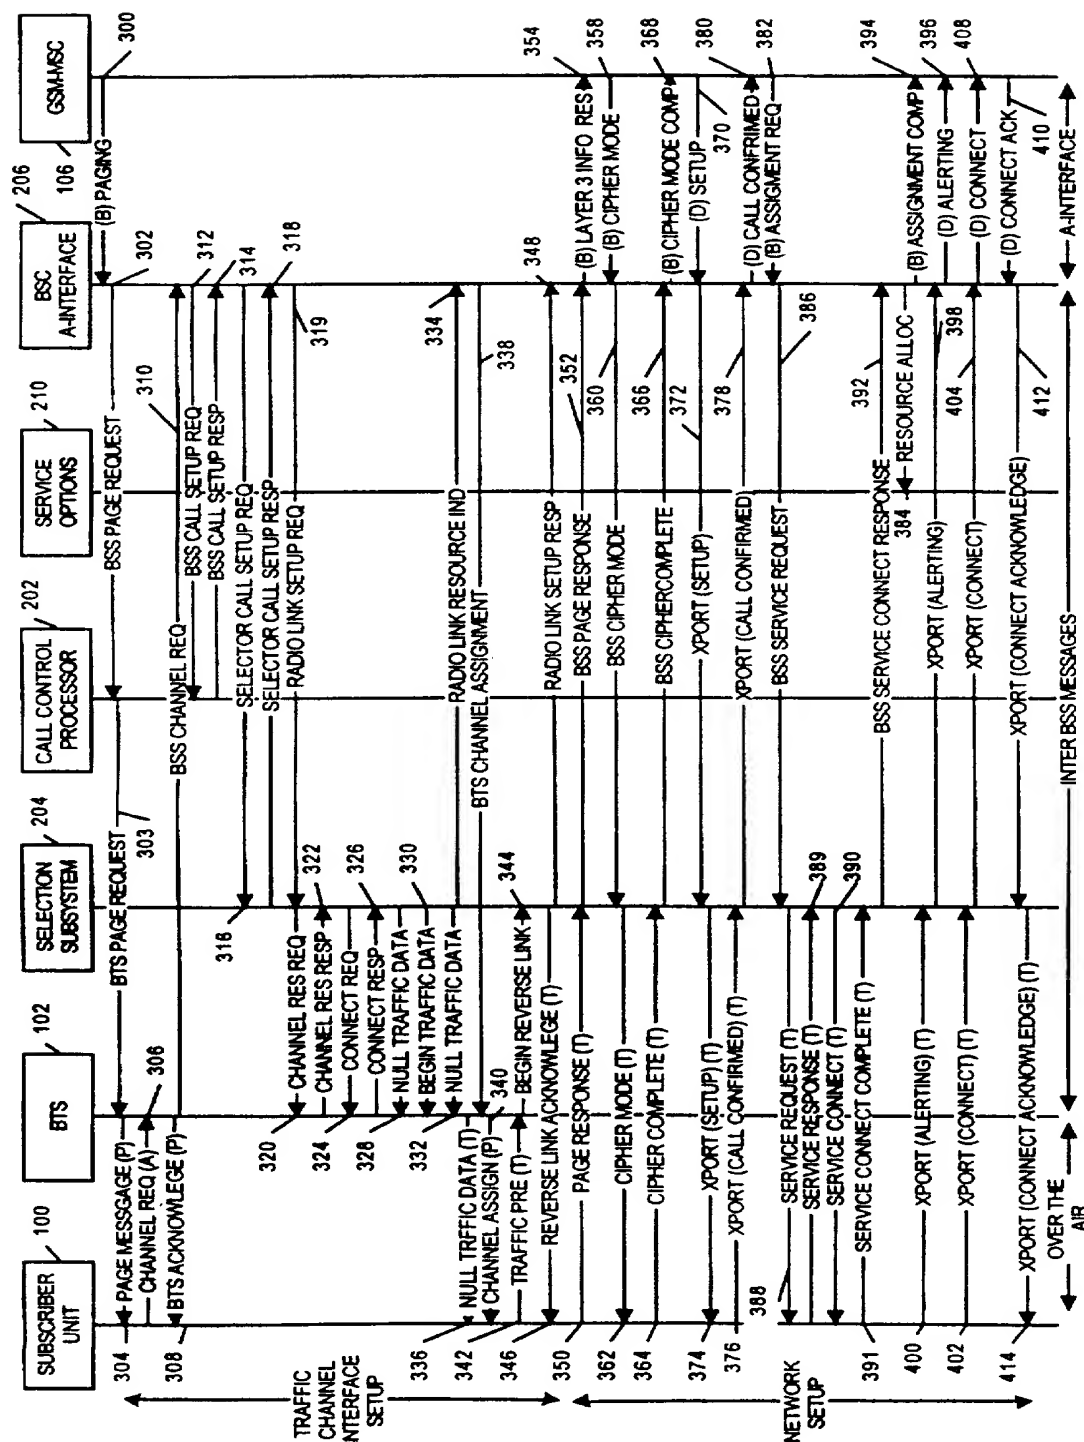 SUBSCRIBER
UNIT
100
BTS
102
SELECTION
SUBSYSTEM
204
CALL CONTROL
PROCESSOR
202
SERVICE
OPTIONS
210
BSC
A-INTERFACE
206
GSM-MSC
106
(B) PAGING
300
302
BSS PAGE REQUEST
303
BTS PAGE REQUEST
304
PAGE MESSGAGE (P)
CHANNEL REQ (A)
306
308
BTS ACKNOWLEGE (P)
BSS CHANNEL REQ
310
BSS CALL SETUP REQ
312
BSS CALL SETUP RESP
314
SELECTOR CALL SETUP REQ
316
SELECTOR CALL SETUP RESP
318
RADIO LINK SETUP REQ
319
320
CHANNEL RES REQ
CHANNEL RES RESP
322
324
CONNECT REQ
CONNECT RESP
326
328
NULL TRAFFIC DATA
BEGIN TRAFFIC DATA
330
332
NULL TRAFFIC DATA
RADIO LINK RESOURCE IND
334
336
NULL TRFFIC DATA (T)
BTS CHANNEL ASSIGNMENT
338
340
342
CHANNEL ASSIGN (P)
346
TRAFFIC PRE (T)
BEGIN REVERSE LINK
344
REVERSE LINK ACKNOWLEGE (T)
RADIO LINK SETUP RESP
348
350
PAGE RESPONSE (T)
BSS PAGE RESPONSE
352
(B) LAYER 3 INFO RES
354
(B) CIPHER MODE
358
BSS CIPHER MODE
360
362
CIPHER MODE (T)
364
CIPHER COMPLETE (T)
BSS CIPHERCOMPLETE
366
(B) CIPHER MODE COMP
368
(D) SETUP
370
XPORT (SETUP)
372
374
XPORT (SETUP) (T)
376
XPORT (CALL CONFIRMED) (T)
XPORT (CALL CONFIRMED)
378
(D) CALL CONFRIMED
380
(B) ASSIGMENT REQ
382
BSS SERVICE REQUEST
386
388
SERVICE REQUEST (T)
SERVICE RESPONSE (T)
389
SERVICE CONNECT (T)
390
391
SERVICE CONNECT COMPLETE (T)
BSS SERVICE CONNECT RESPONSE
392
384
RESOURCE ALLOC
(B) ASSIGNMENT COMP
394
400
XPORT (ALERTING) (T)
XPORT (ALERTING)
398
(D) ALERTING
396
402
XPORT (CONNECT) (T)
XPORT (CONNECT)
404
(D) CONNECT
408
(D) CONNECT ACK
410
XPORT (CONNECT ACKNOWLEDGE)
412
XPORT (CONNECT ACKNOWLEDGE) (T)
414
TRAFFIC
CHANNEL
INTERFACE
SETUP
NETWORK
SETUP
OVER THE
AIR
INTER BSS MESSAGES
A-INTERFACE